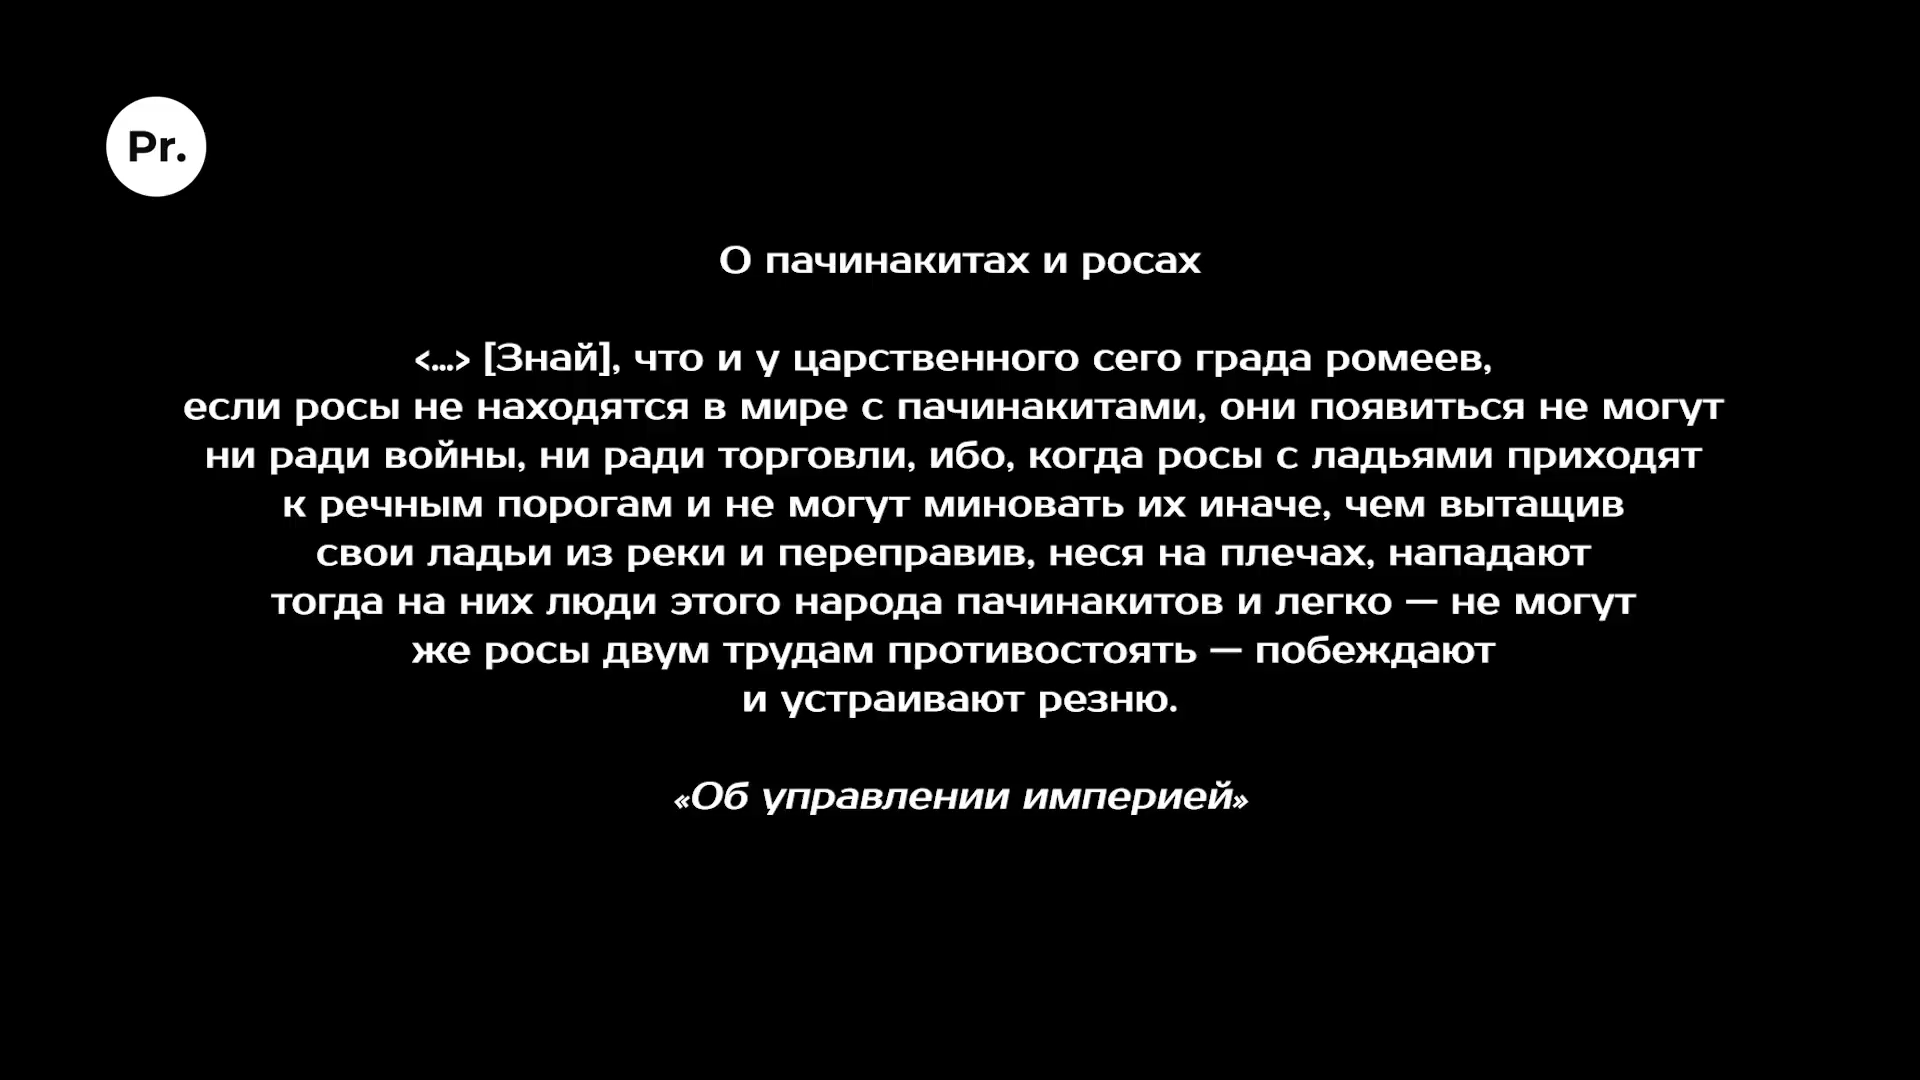 Pr.
О пачинакитах и росах
<...> [Знай], что и у царственного сего града ромеев,
если росы не находятся в мире с пачинакитами, они появиться не могут
ни ради войны, ни ради торговли, ибо, когда росы с ладьями приходят
к речным порогам и не могут миновать их иначе, чем вытащив
свои ладьи из реки и переправив, неся на плечах, нападают
тогда на них люди этого народа пачинакитов и легко — не могут
же росы двум трудам противостоять — побеждают
и устраивают резню.
«Об управлении империей»